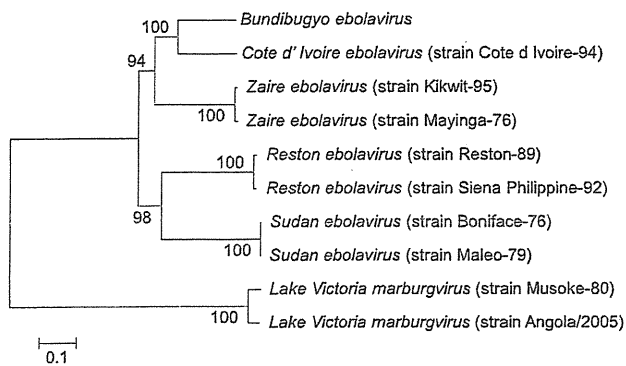 100
Bundibugyo ebolavirus
Cote d' Ivoire ebolavirus (strain Cote d Ivoire-94)
94
Zaire ebolavirus (strain Kikwit-95)
100
Zaire ebolavirus (strain Mayinga-76)
100
Reston ebolavirus (strain Reston-89)
Reston ebolavirus (strain Siena Philippine-92)
98
Sudan ebolavirus (strain Boniface-76)
100
Sudan ebolavirus (strain Maleo-79)
Lake Victoria marburgvirus (strain Musoke-80)
100
Lake Victoria marburgvirus (strain Angola/2005)
0.1